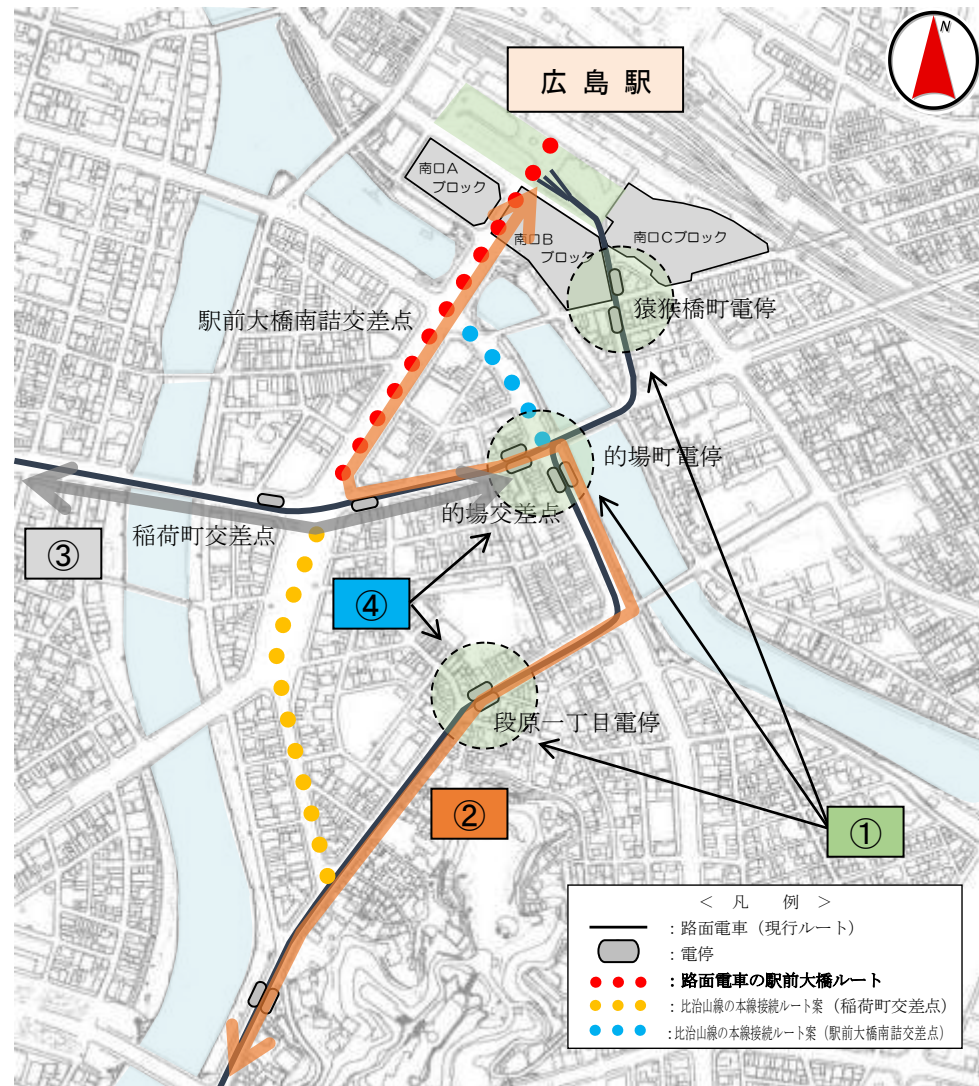 N
広島駅
南口A
ブロック
南口B
ブロック
南口Cブロック
猿猴橋町電停
駅前大橋南詰交差点
的場町電停
的場交差点
稲荷町交差点
③
④
段原一丁目電停
②
①
＜ 凡 例 ＞
：路面電車（現行ルート）
：電停
：路面電車の駅前大橋ルート
：比治山線の本線接続ルート案（稲荷町交差点）
：比治山線の本線接続ルート案（駅前大橋南詰交差点）